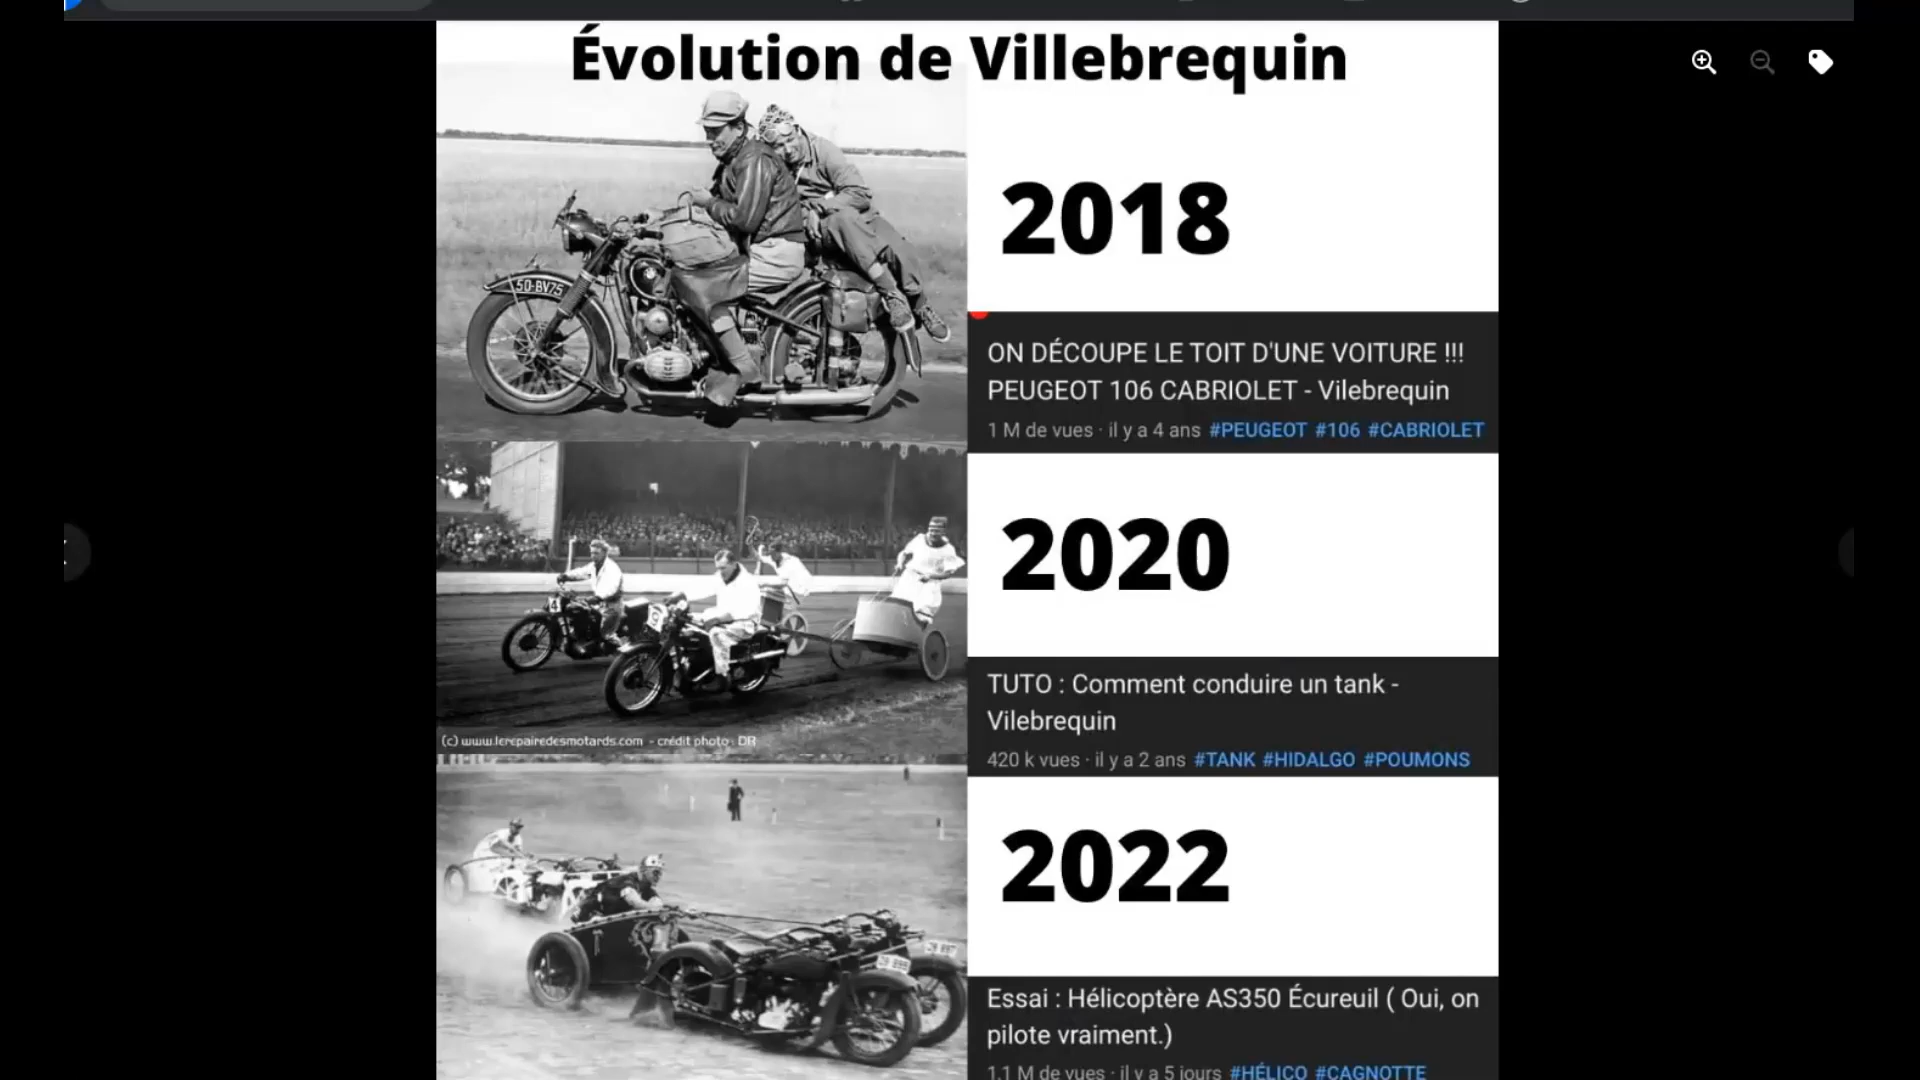 Évolution de Villebrequin
50-BV75
2018
ON DÉCOUPE LE TOIT D'UNE VOITURE !!!
PEUGEOT 106 CABRIOLET - Vilebrequin
1 M de vues · il y a 4 ans #PEUGEOT #106 #CABRIOLET
4
9
(c) www.lerepairedesmotards.com - crédit photo : DR
2020
TUTO : Comment conduire un tank -
Vilebrequin
420 k vues · il y a 2 ans #TANK #HIDALGO #POUMONS
2022
Essai : Hélicoptère AS350 Écureuil ( Oui, on
pilote vraiment.)
1,1 M de vues · il y a 5 jours #HÉLICO #CAGNOTTE